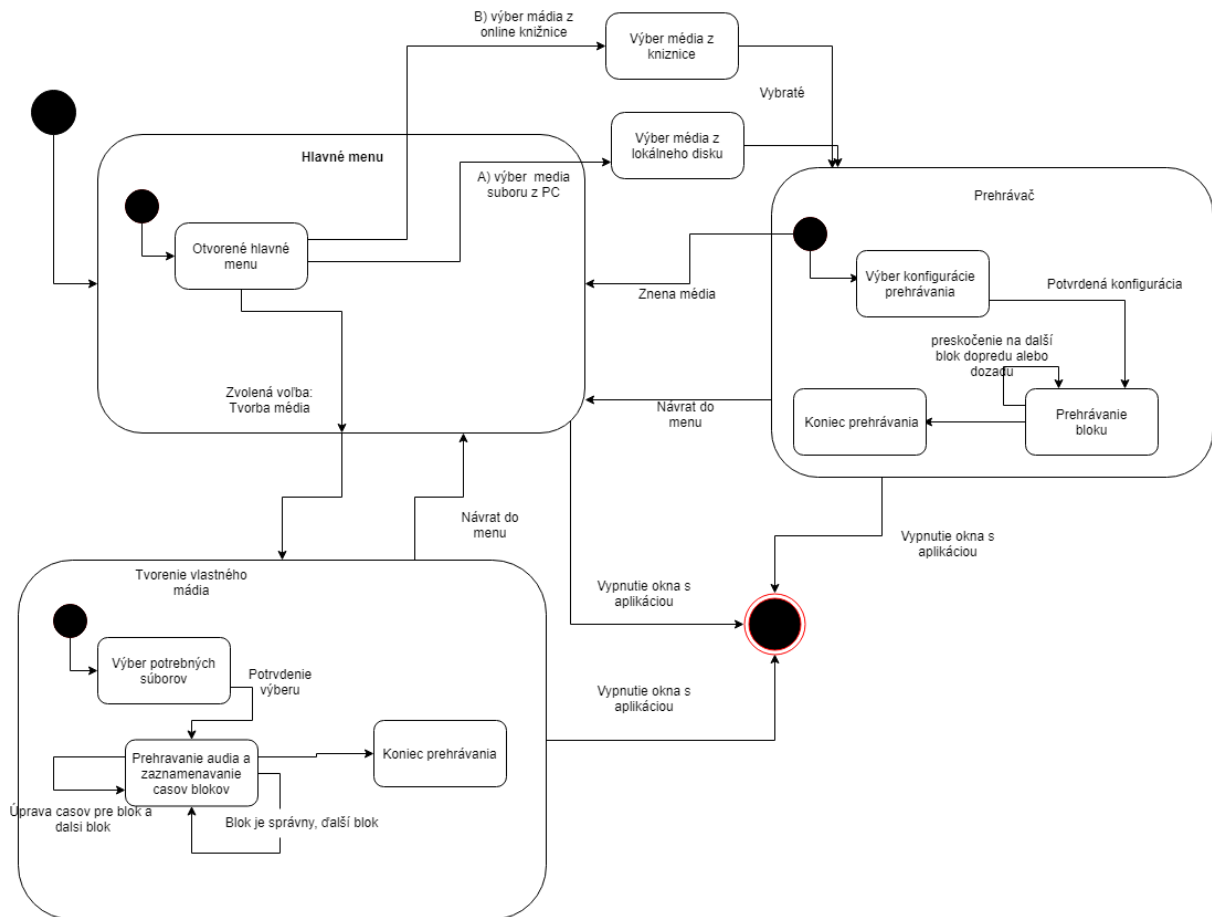 B) výber mádia z
online knižnice
Výber média z
kniznice
Vybraté
Výber média z
lokálneho disku
Hlavné menu
A) výber media
suboru z PC
Otvorené hlavné
menu
Prehrávač
Výber konfigurácie
prehrávania
Potvrdená konfigurácia
Znena média
preskočenie na další
blok dopredu alebo
dozadu
Zvolená voľba:
Tvorba média
Návrat do
menu
Koniec prehrávania
Prehrávanie
bloku
Návrat do
menu
Vypnutie okna s
aplikáciou
Tvorenie vlastného
mádia
Vypnutie okna s
aplikáciou
Výber potrebných
súborov
Potrvdenie
výberu
Vypnutie okna s
aplikáciou
Prehravanie audia a
zaznamenavanie
casov blokov
Koniec prehrávania
Úprava casov pre blok a
dalsi blok
Blok je správny, ďalší blok